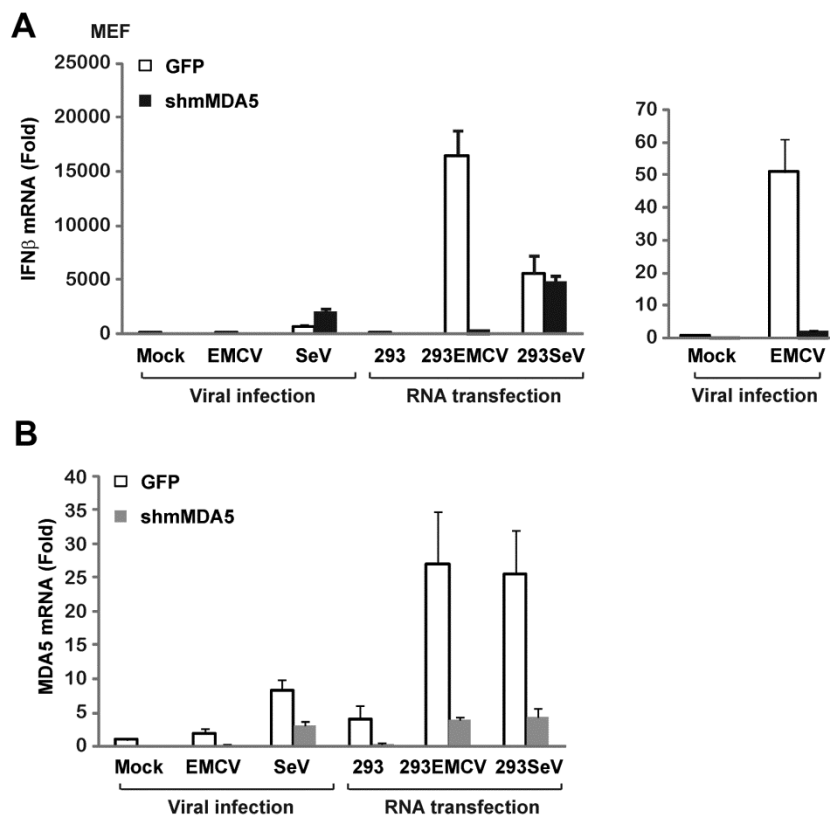 A
MEF
GFP
shmMDA5
IFNβ mRNA (Fold)
25000
20000
15000
10000
5000
0
Mock EMCV SeV 293 293EMCV 293SeV
Viral infection RNA transfection
70
60
50
40
30
20
10
0
Mock EMCV
Viral infection
B
GFP
shmMDA5
MDA5 mRNA (Fold)
40
35
30
25
20
15
10
5
0
Mock EMCV SeV 293 293EMCV 293SeV
Viral infection RNA transfection